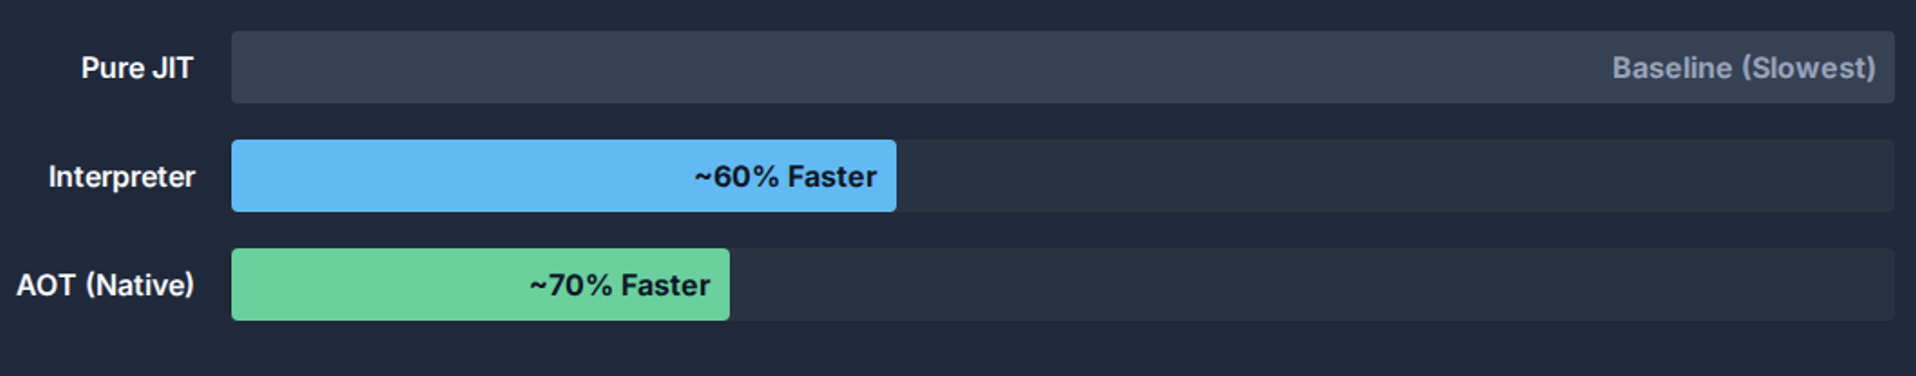 Pure JIT Baseline (Slowest)
Interpreter ~60% Faster
AOT (Native) ~70% Faster